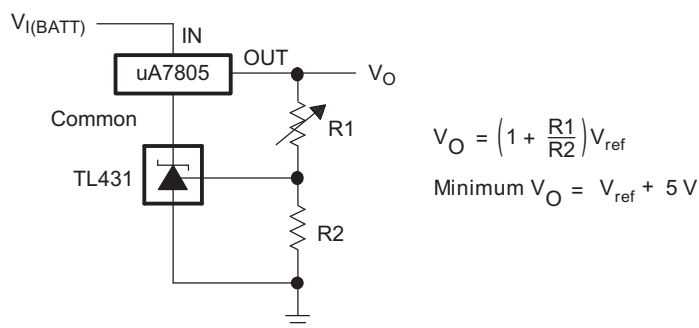 V_I(BATT)
IN
OUT
uA7805
V_O
Common
R1
V_O = (1 + R1/R2)V_ref
TL431
Minimum V_O = V_ref + 5 V
R2